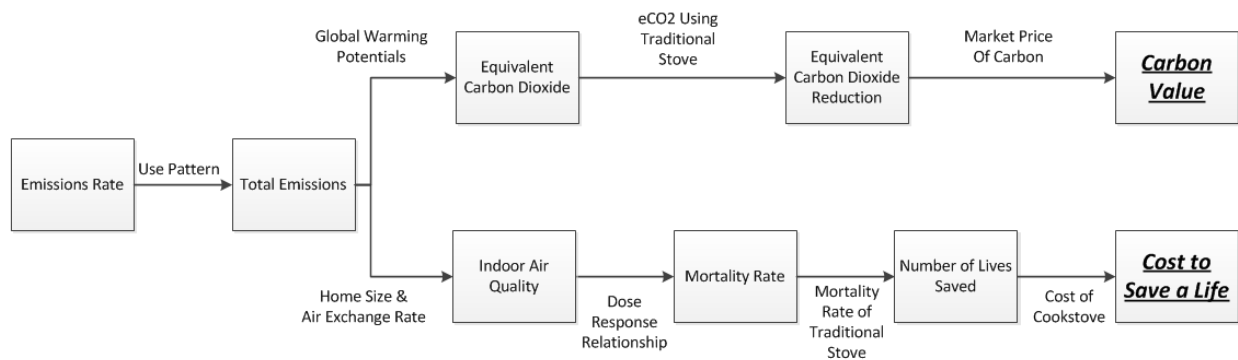 Global Warming
Potentials
Equivalent
Carbon Dioxide
eCO2 Using
Traditional
Stove
Equivalent
Carbon Dioxide
Reduction
Market Price
Of Carbon
Carbon
Value
Emissions Rate
Use Pattern
Total Emissions
Home Size &
Air Exchange Rate
Indoor Air
Quality
Dose
Response
Relationship
Mortality Rate
Mortality
Rate of
Traditional
Stove
Number of Lives
Saved
Cost of
Cookstove
Cost to
Save a Life